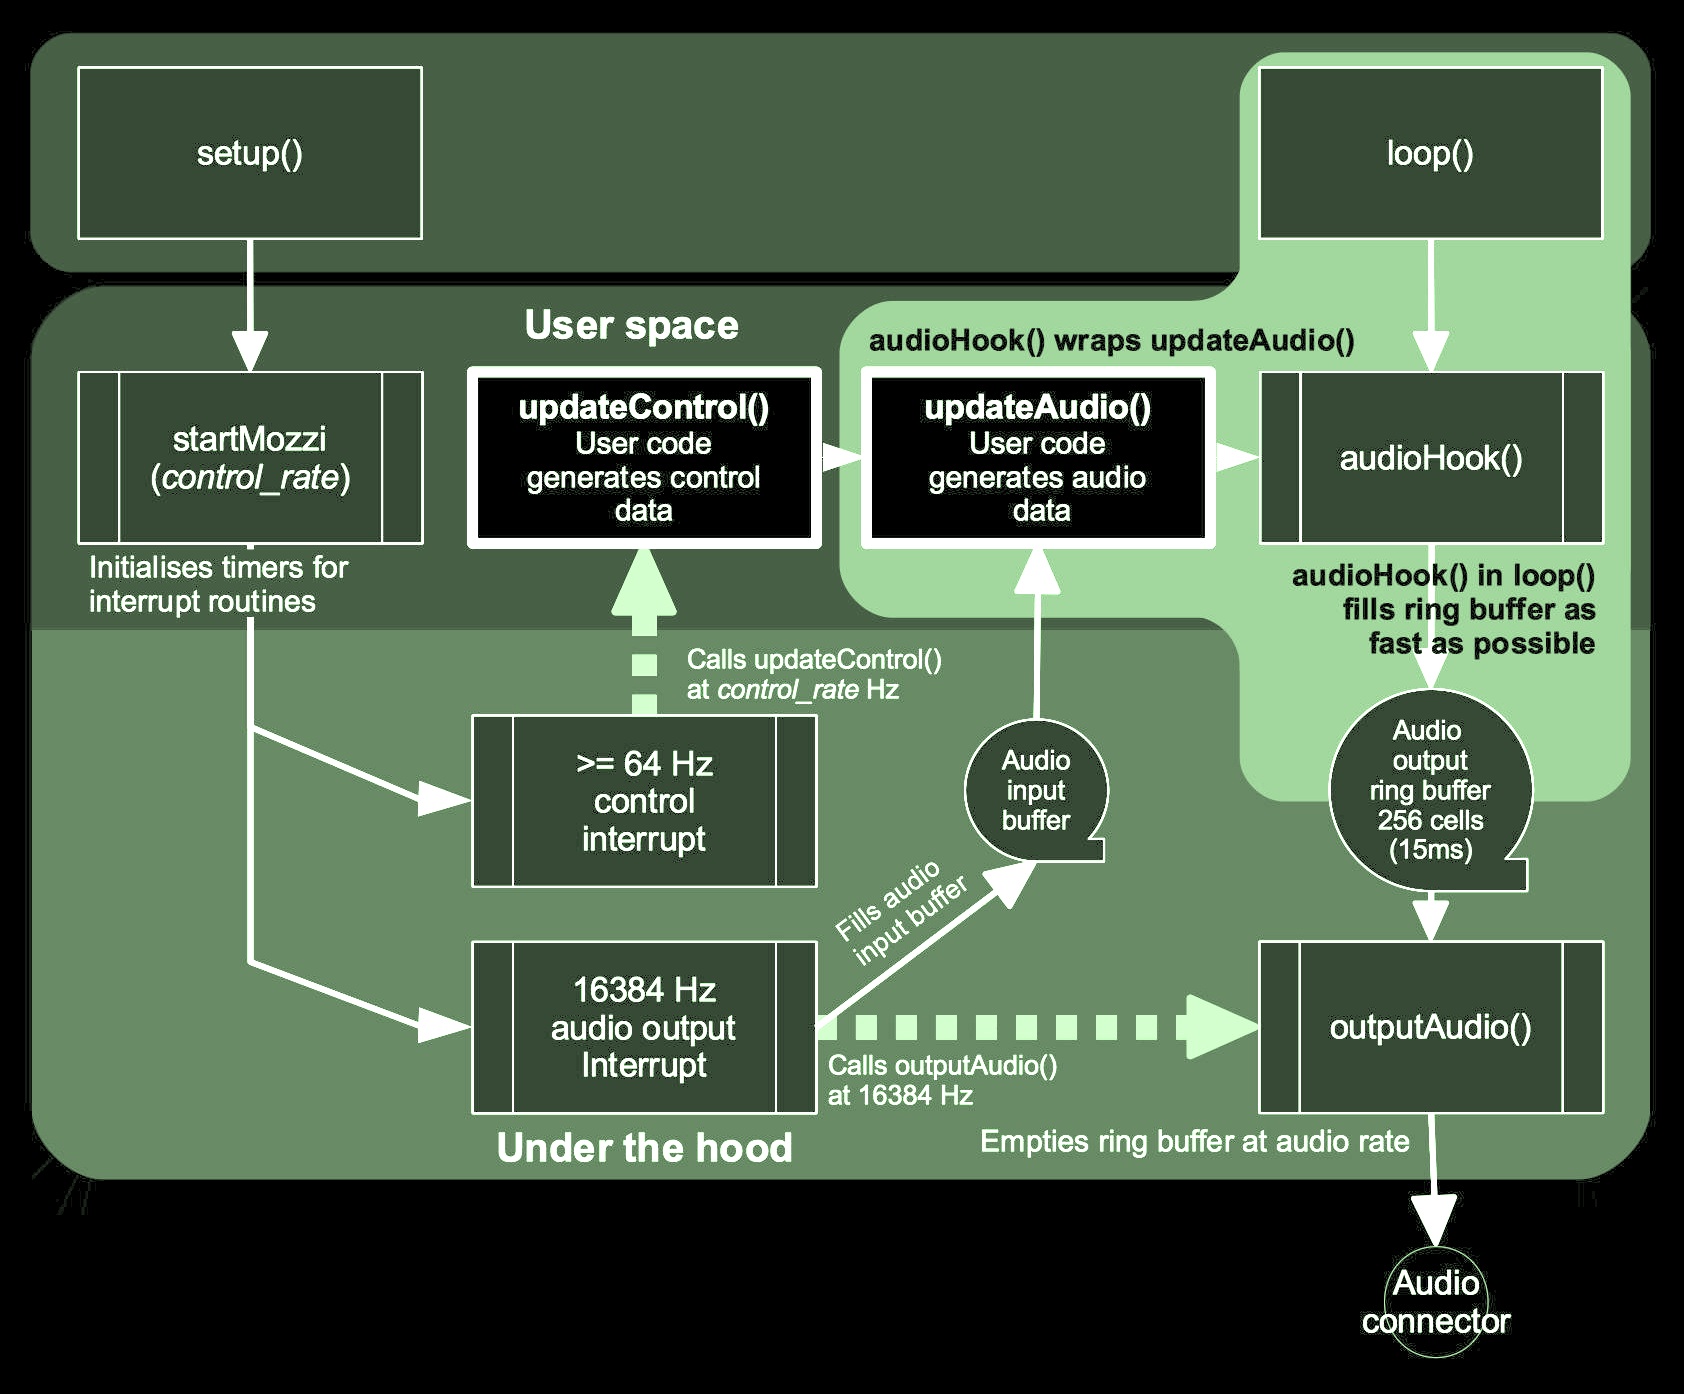 setup()
loop()
User space
audioHook() wraps updateAudio()
startMozzi
(control_rate)
updateControl()
User code
generates control
data
updateAudio()
User code
generates audio
data
audioHook()
Initialises timers for
interrupt routines
audioHook() in loop()
fills ring buffer as
fast as possible
Calls updateControl()
at control_rate Hz
>= 64 Hz
control
interrupt
Audio
input
buffer
Audio
output
ring buffer
256 cells
(15ms)
Fills audio
input buffer
16384 Hz
audio output
Interrupt
Calls outputAudio()
at 16384 Hz
outputAudio()
Under the hood
Empties ring buffer at audio rate
Audio
connector